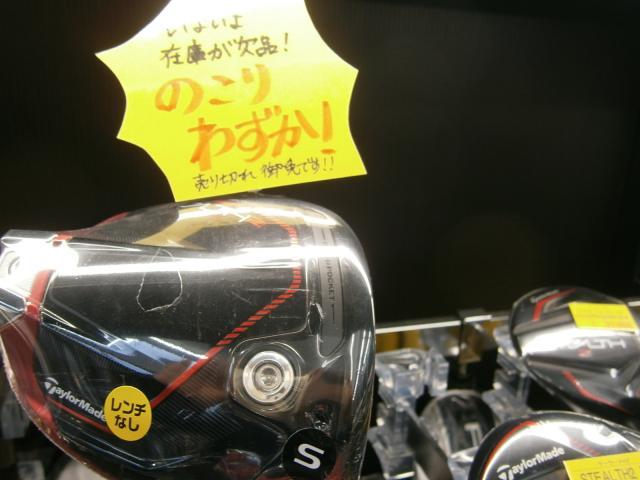 いよいよ
在庫が欠品!
のこり
わずか!
売り切れ御免です!!
POCKET
TaylorMade
レンチ
なし
S
TaylorMade
STEALTH2